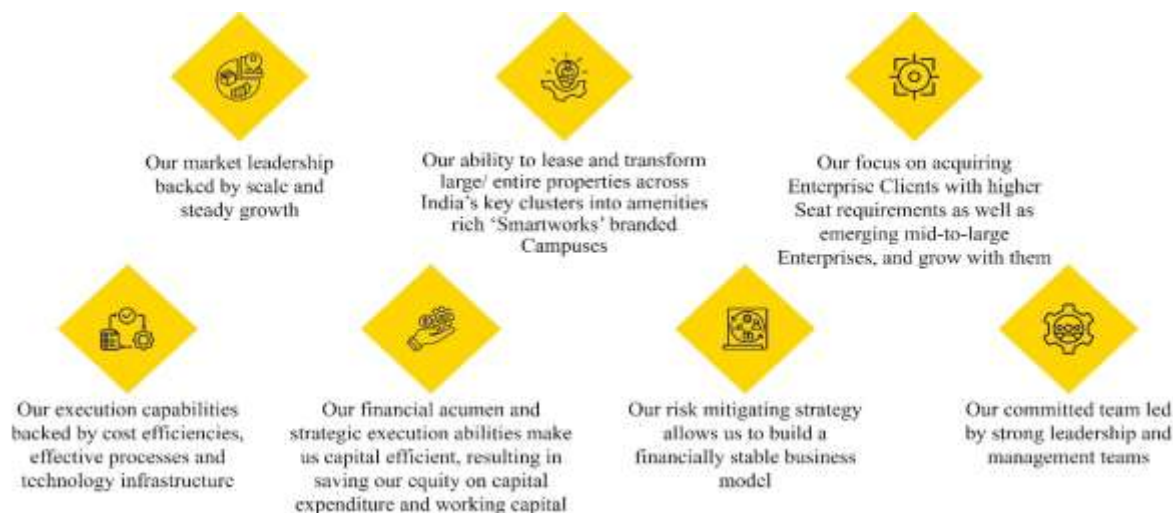 Our market leadership
backed by scale and
steady growth
Our ability to lease and transform
large/ entire properties across
India's key clusters into amenities
rich 'Smartworks' branded
Campuses
Our focus on acquiring
Enterprise Clients with higher
Seat requirements as well as
emerging mid-to-large
Enterprises, and grow with them
Our execution capabilities
backed by cost efficiencies,
effective processes and
technology infrastructure
Our financial acumen and
strategic execution abilities make
us capital efficient, resulting in
saving our equity on capital
expenditure and working capital
Our risk mitigating strategy
allows us to build a
financially stable business
model
Our committed team led
by strong leadership and
management teams